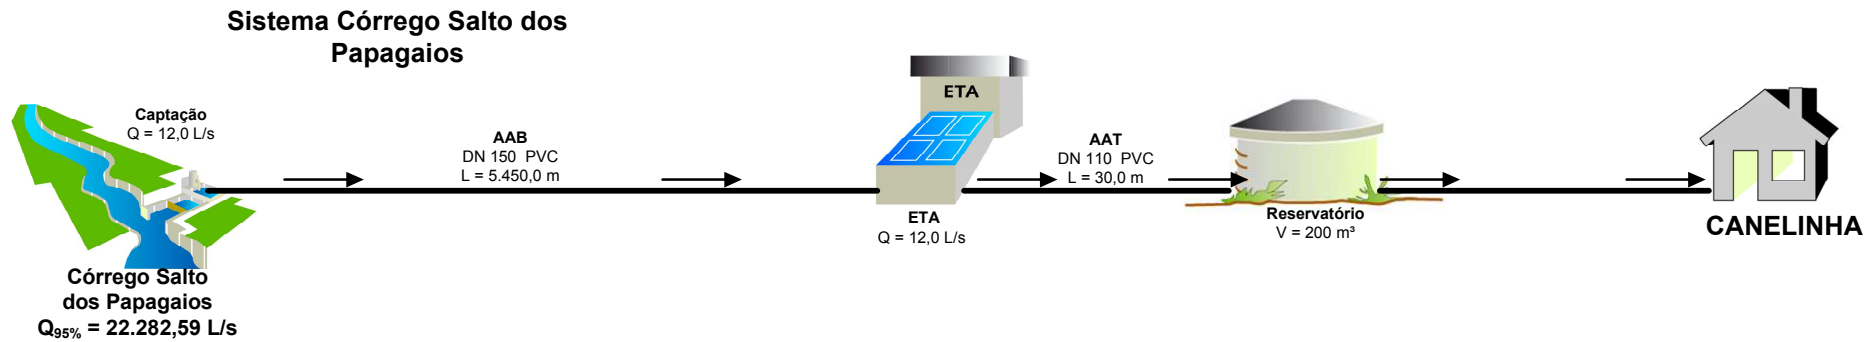 Sistema Córrego Salto dos
Papagaios
Captação
Q = 12,0 L/s
AAB
DN 150 PVC
L = 5.450,0 m
ETA
ETA
Q = 12,0 L/s
AAT
DN 110 PVC
L = 30,0 m
Reservatório
V = 200 m³
CANELINHA
Córrego Salto
dos Papagaios
Q95% = 22.282,59 L/s